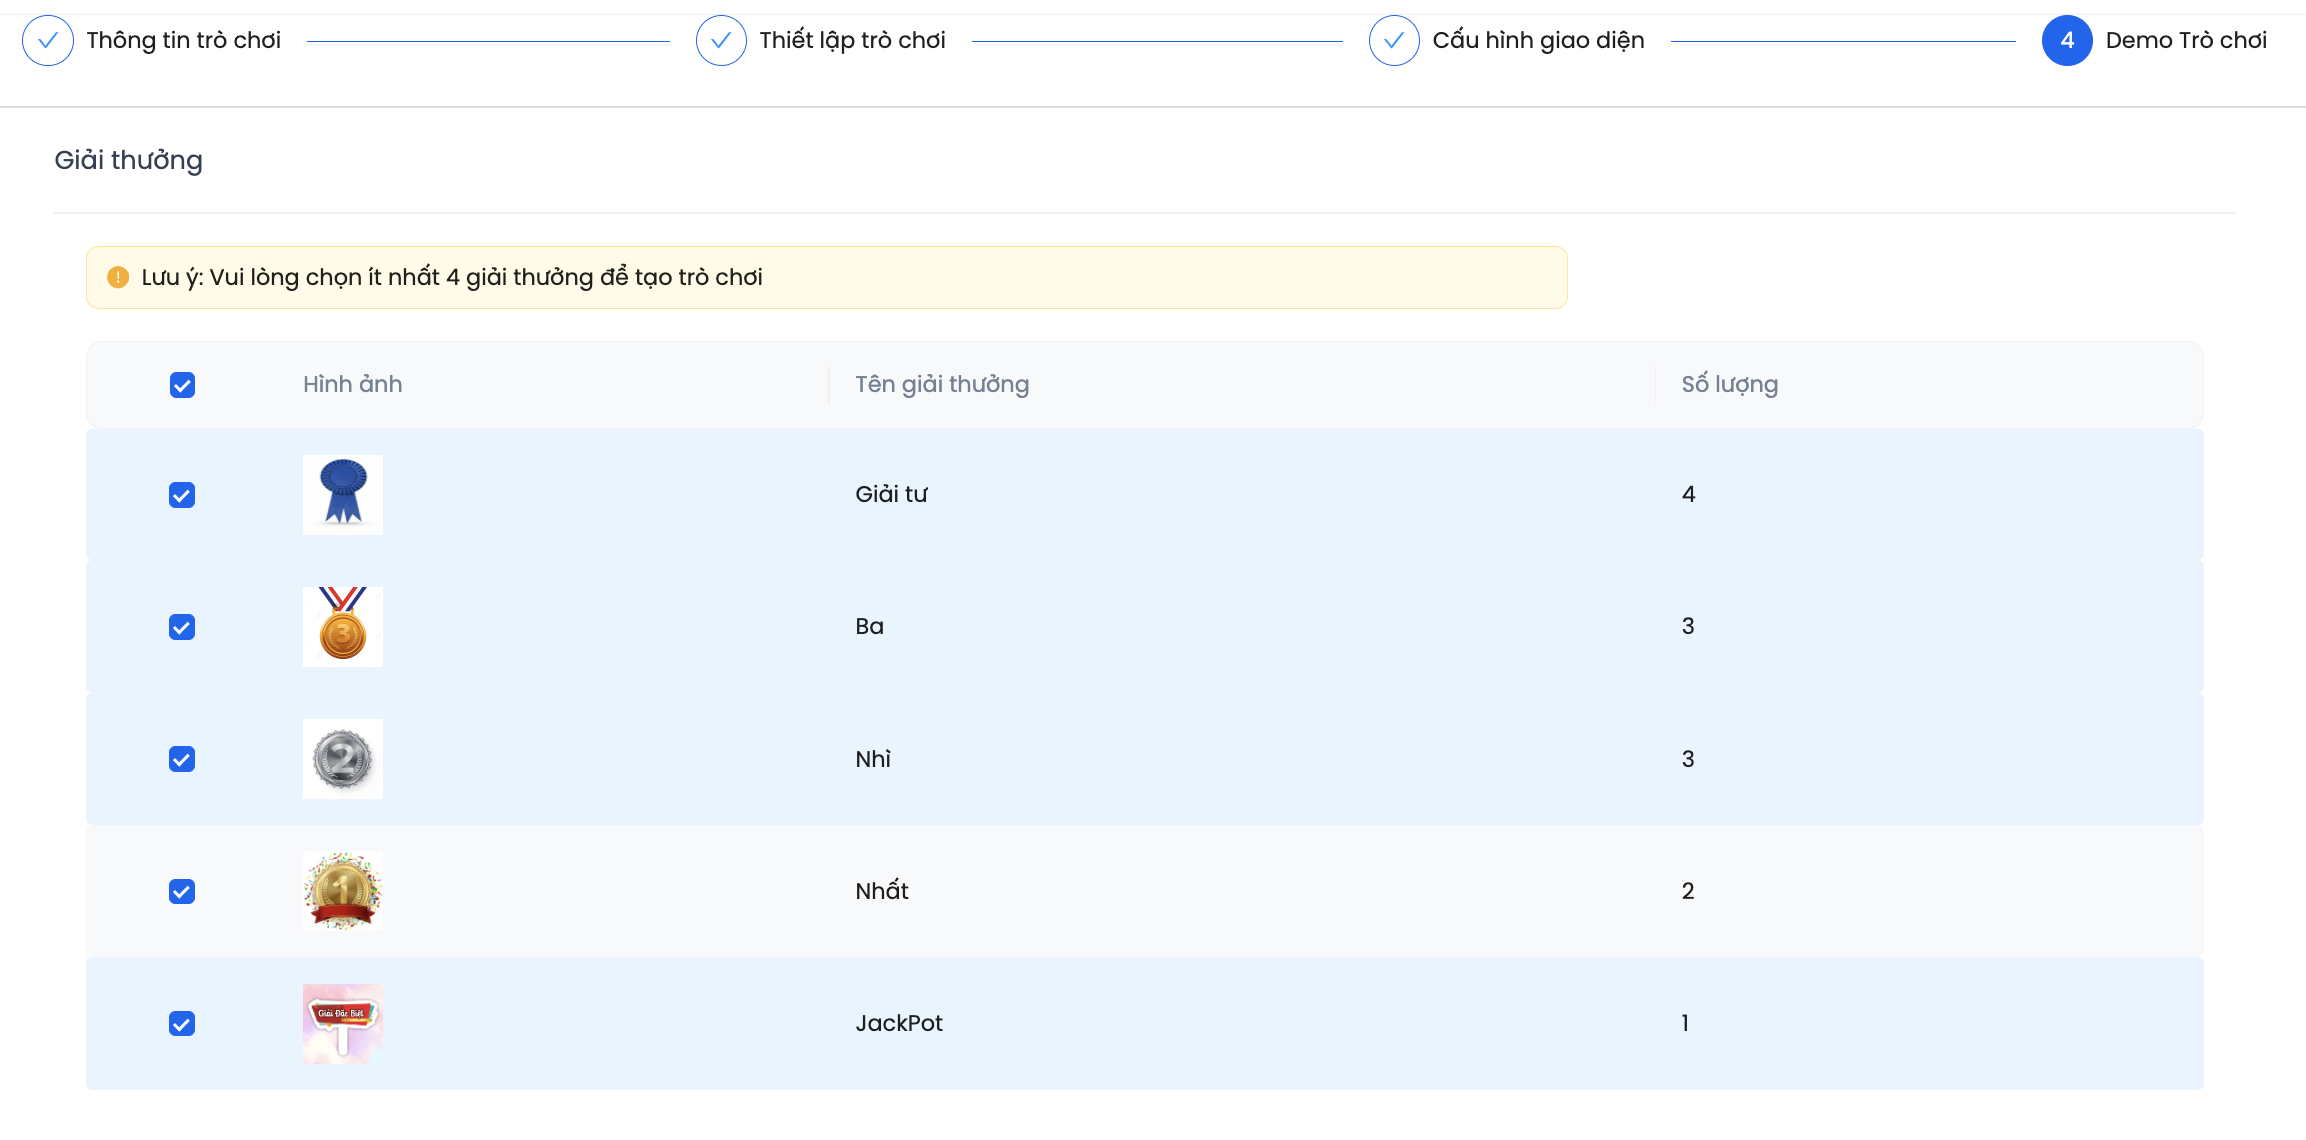 Thông tin trò chơi
Thiết lập trò chơi
Cấu hình giao diện
4 Demo Trò chơi
Giải thưởng
Lưu ý: Vui lòng chọn ít nhất 4 giải thưởng để tạo trò chơi
Hình ảnh Tên giải thưởng Số lượng
Giải tư 4
3 Ba 3
2 Nhì 3
1 Nhất 2
Giải Đặc Biệt JackPot 1